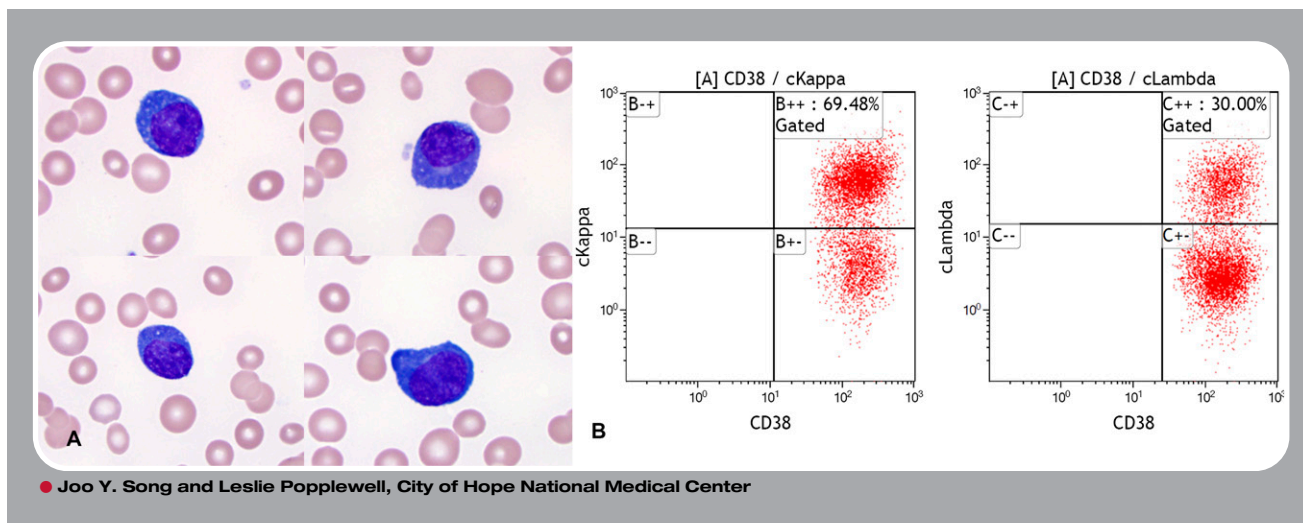 [A] CD38 / cKappa
10³
B-+
B++ : 69.48%
Gated
10²
cKappa
10¹
B--
B+-
10⁰
10⁰
10¹
10²
10³
CD38
[A] CD38 / cLambda
10³
C-+
C++ : 30.00%
Gated
10²
cLambda
10¹
C--
C+-
10⁰
10⁰
10¹
10²
10³
CD38
A
B
Joo Y. Song and Leslie Popplewell, City of Hope National Medical Center